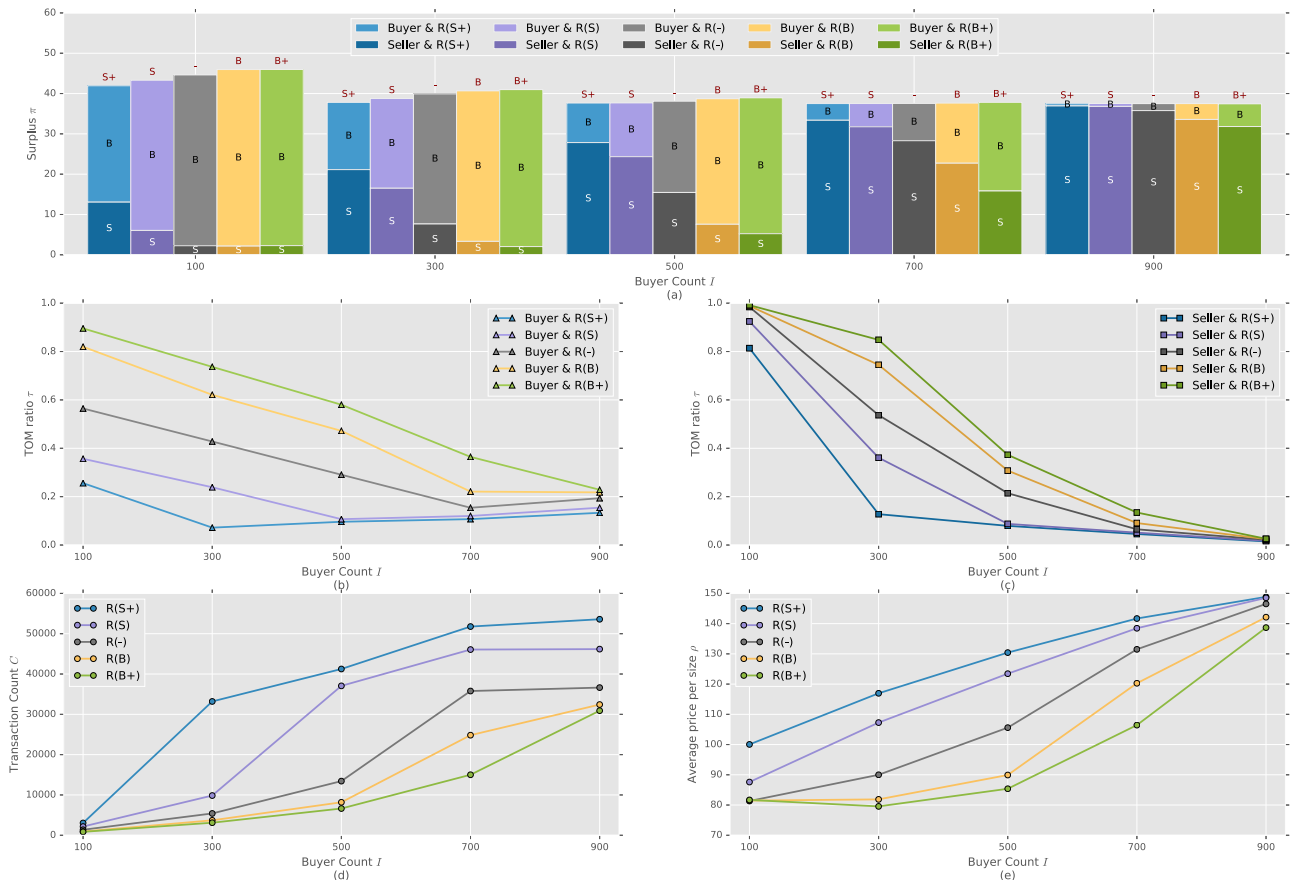 60
50
40
30
20
10
0
Surplus π
Buyer & R(S+) Buyer & R(S) Buyer & R(-) Buyer & R(B) Buyer & R(B+)
Seller & R(S+) Seller & R(S) Seller & R(-) Seller & R(B) Seller & R(B+)
S+ S - B B+
B B B B B
S S S S S
S+ S - B B+
B B B B B
S S S S S
S+ S - B B+
B B B B B
S S S S S
S+ S - B B+
B B B B B
S S S S S
S+ S - B B+
B B B B B
S S S S S
100 300 500 700 900
Buyer Count I
(a)
1.0
0.8
0.6
0.4
0.2
0.0
TOM ratio τ
Buyer & R(S+)
Buyer & R(S)
Buyer & R(-)
Buyer & R(B)
Buyer & R(B+)
100 300 500 700 900
Buyer Count I
(b)
1.0
0.8
0.6
0.4
0.2
0.0
TOM ratio τ
Seller & R(S+)
Seller & R(S)
Seller & R(-)
Seller & R(B)
Seller & R(B+)
100 300 500 700 900
Buyer Count I
(c)
60000
50000
40000
30000
20000
10000
0
Transaction Count C
R(S+)
R(S)
R(-)
R(B)
R(B+)
100 300 500 700 900
Buyer Count I
(d)
150
140
130
120
110
100
90
80
70
Average price per size ρ
R(S+)
R(S)
R(-)
R(B)
R(B+)
100 300 500 700 900
Buyer Count I
(e)